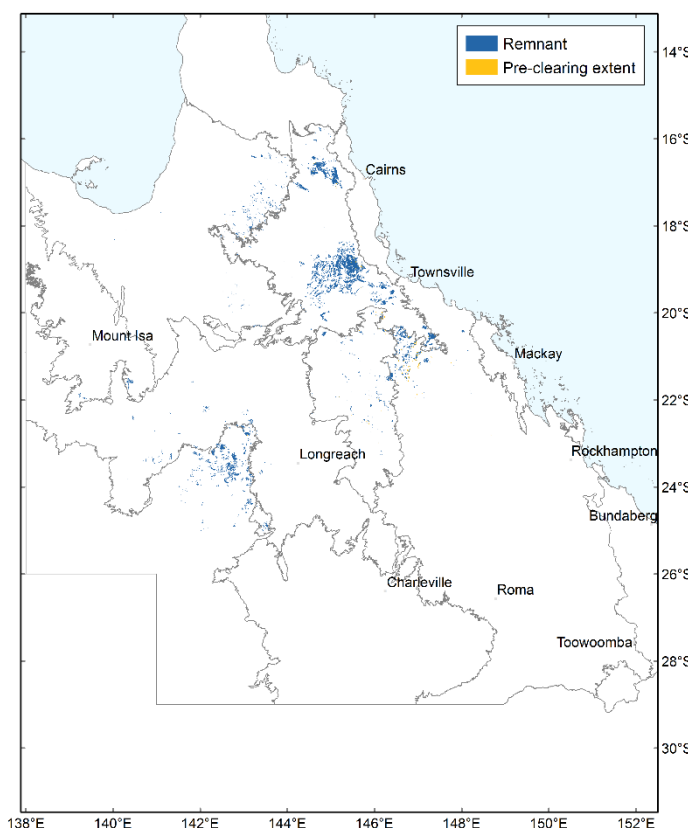 Remnant
Pre-clearing extent
14°S
16°S
Cairns
18°S
Townsville
20°S
Mount Isa
Mackay
22°S
Longreach
Rockhampton
24°S
Bundaberg
26°S
Charleville
Roma
Toowoomba
28°S
30°S
138°E
140°E
142°E
144°E
146°E
148°E
150°E
152°E